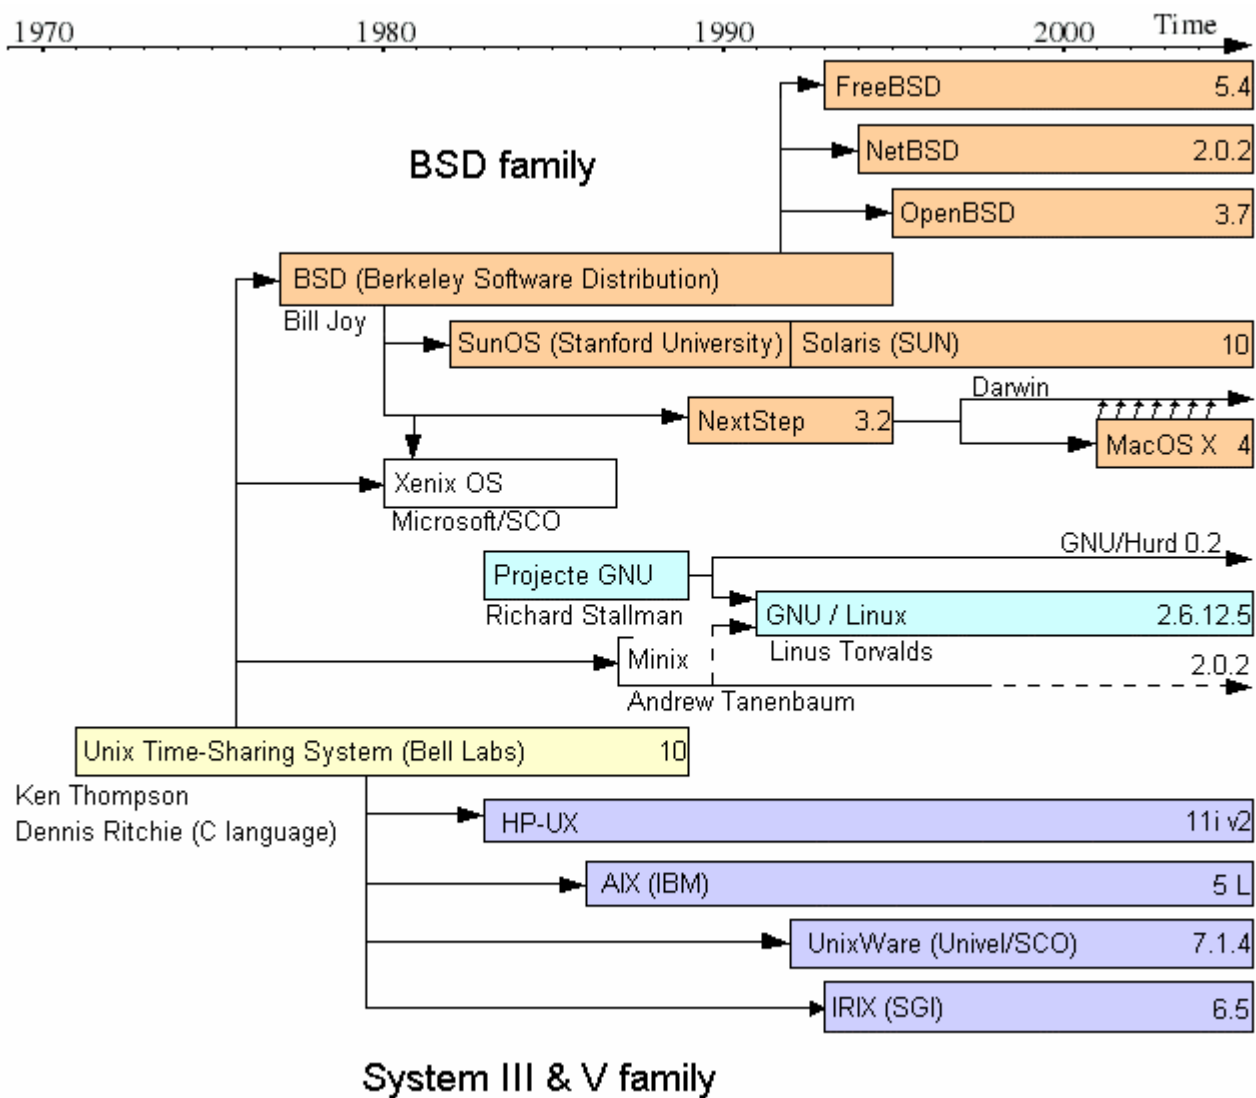 1970 1980 1990 2000 Time
FreeBSD 5.4
BSD family
NetBSD 2.0.2
OpenBSD 3.7
BSD (Berkeley Software Distribution)
Bill Joy
SunOS (Stanford University) Solaris (SUN) 10
Darwin
NextStep 3.2
MacOS X 4
Xenix OS
Microsoft/SCO
GNU/Hurd 0.2
Projecte GNU
Richard Stallman
GNU / Linux 2.6.12.5
Linus Torvalds
Minix 2.0.2
Andrew Tanenbaum
Unix Time-Sharing System (Bell Labs) 10
Ken Thompson
Dennis Ritchie (C language)
HP-UX 11i v2
AIX (IBM) 5 L
UnixWare (Univel/SCO) 7.1.4
IRIX (SGI) 6.5
System III & V family